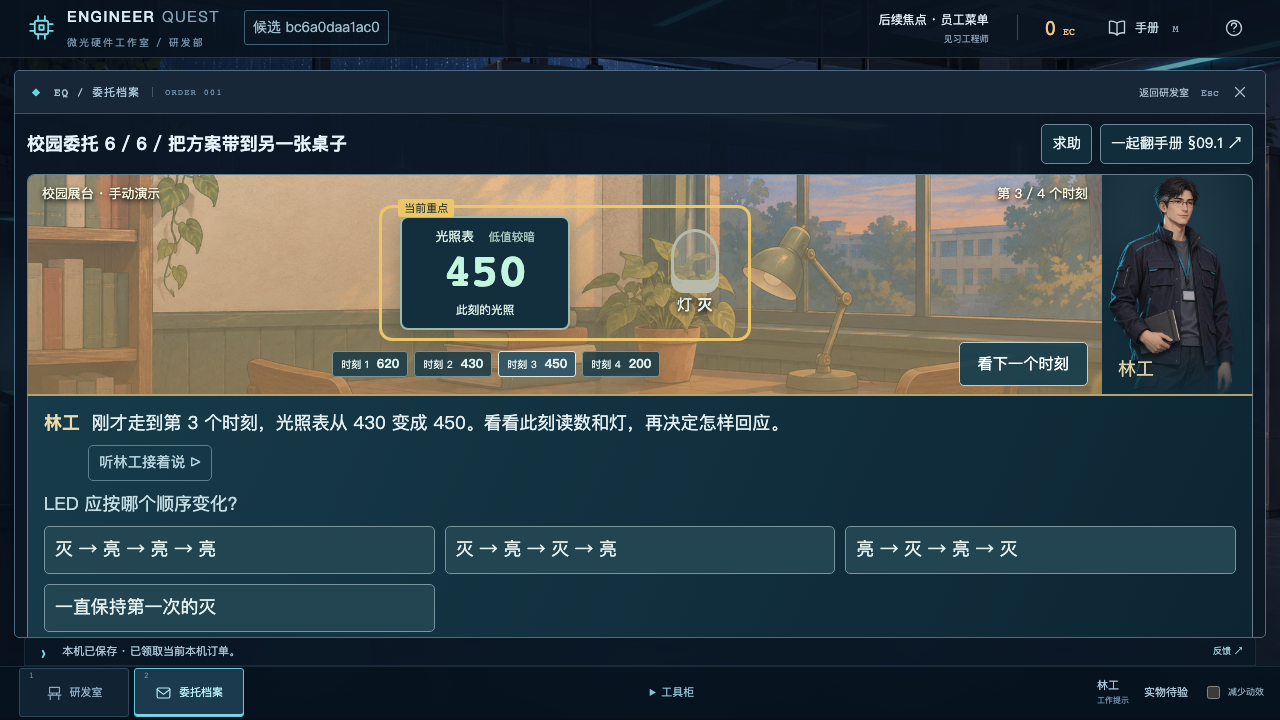 ENGINEER QUEST
微光硬件工作室 / 研发部
候选 bc6a0daa1ac0
后续焦点 · 员工菜单
见习工程师
0 EC
手册 M
EQ / 委托档案
ORDER 001
返回研发室 Esc
校园委托 6 / 6 / 把方案带到另一张桌子
求助
一起翻手册 §09.1 ↗
校园展台 · 手动演示
第 3 / 4 个时刻
当前重点
光照表 低值较暗
450
此刻的光照
灯 灭
时刻 1 620
时刻 2 430
时刻 3 450
时刻 4 200
看下一个时刻
林工
林工 刚才走到第 3 个时刻，光照表从 430 变成 450。看看此刻读数和灯，再决定怎样回应。
听林工接着说 ▷
LED 应按哪个顺序变化？
灭 → 亮 → 亮 → 亮
灭 → 亮 → 灭 → 亮
亮 → 灭 → 亮 → 灭
一直保持第一次的灭
本机已保存 · 已领取当前本机订单。
反馈 ↗
1 研发室
2 委托档案
▶ 工具柜
林工
工作提示
实物待验
减少动效